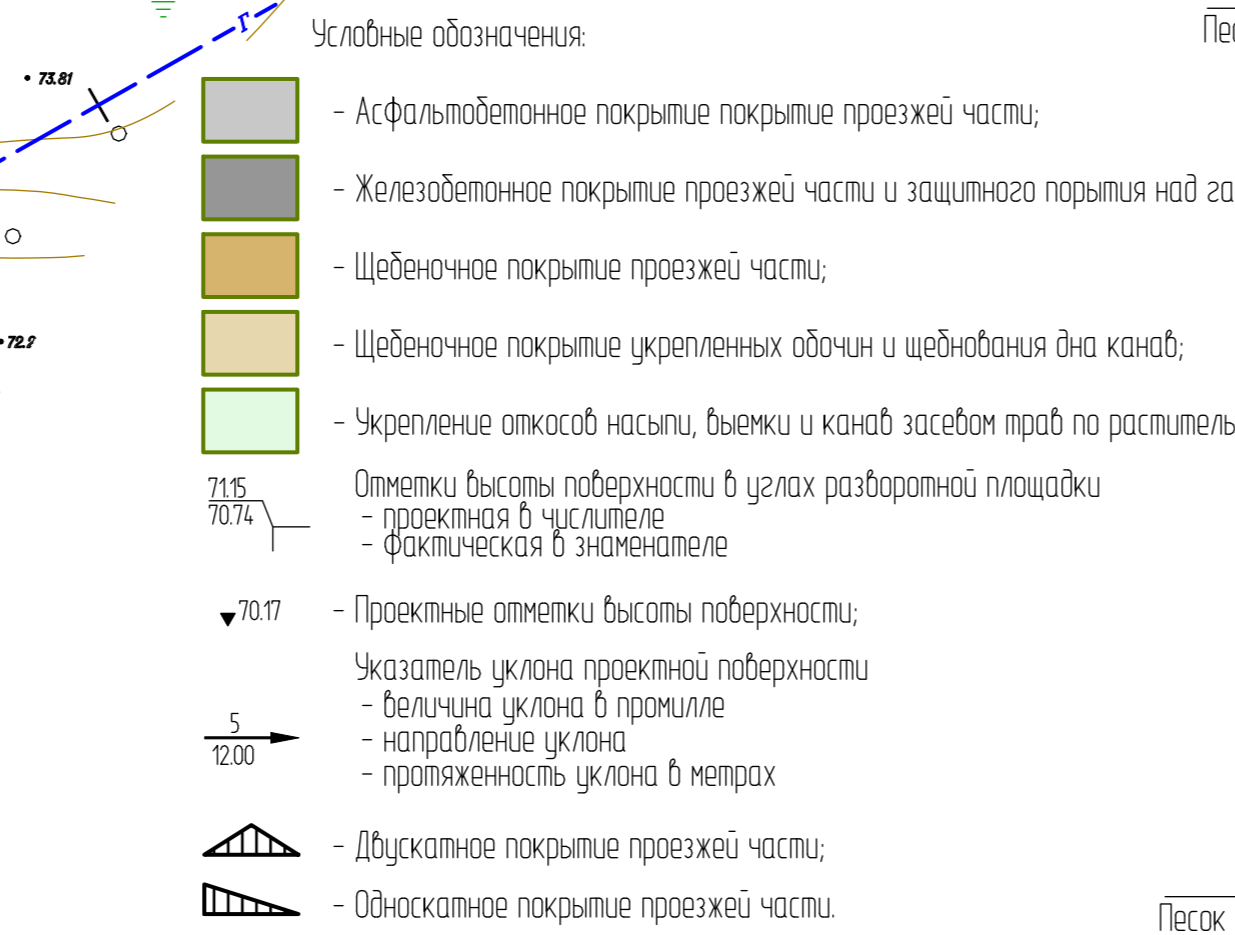 Г
Условные обозначения:
73.81
- Асфальтобетонное покрытие покрытие проезжей части;
- Железобетонное покрытие проезжей части и защитного порытия над га
- Щебеночное покрытие проезжей части;
- Щебеночное покрытие укрепленных обочин и щебнования дна канав;
- Укрепление откосов насыпи, выемки и канав засевом трав по раститель
71.15
70.74
Отметки высоты поверхности в углах разворотной площадки
- проектная в числителе
- фактическая в знаменателе
70.17
- Проектные отметки высоты поверхности;
Указатель уклона проектной поверхности
- величина уклона в промилле
5
12.00
- направление уклона
- протяженность уклона в метрах
- Двускатное покрытие проезжей части;
- Односкатное покрытие проезжей части.
Песок